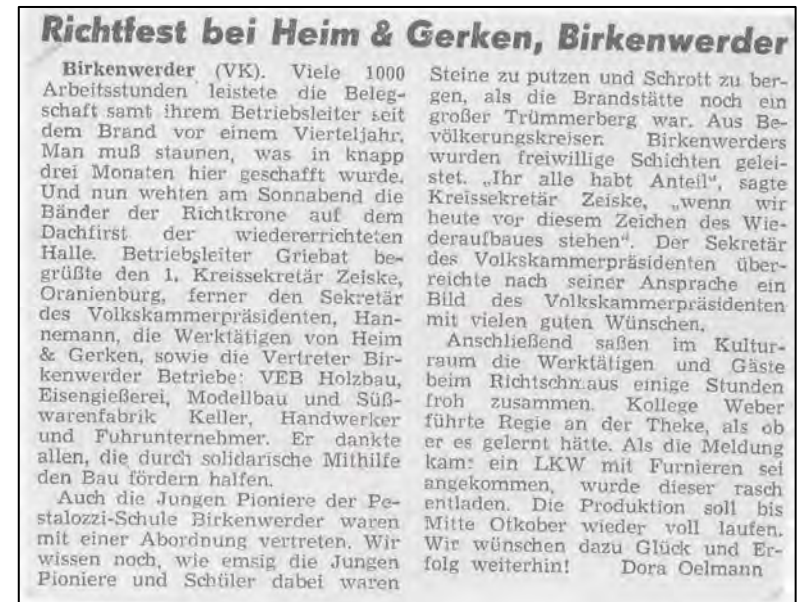 Richtfest bei Heim & Gerken, Birkenwerder
Birkenwerder (VK). Viele 1000
Arbeitsstunden leistete die Beleg-
schaft samt ihrem Betriebsleiter seit
dem Brand vor einem Vierteljahr.
Man muß staunen, was in knapp
drei Monaten hier geschafft wurde.
Und nun wehten am Sonnabend die
Bänder der Richtkrone auf dem
Dachfirst der wiedererrichteten
Halle. Betriebsleiter Griebat be-
grüßte den 1. Kreissekretär Zeiske,
Oranienburg, ferner den Sekretär
des Volkskammerpräsidenten, Han-
nemann, die Werktätigen von Heim
& Gerken, sowie die Vertreter Bir-
kenwerder Betriebe: VEB Holzbau,
Eisengießerei, Modellbau und Süß-
warenfabrik Keller, Handwerker
und Fuhrunternehmer. Er dankte
allen, die durch solidarische Mithilfe
den Bau fördern halfen.
Auch die Jungen Pioniere der Pe-
stalozzi-Schule Birkenwerder waren
mit einer Abordnung vertreten. Wir
wissen noch, wie emsig die Jungen
Pioniere und Schüler dabei waren
Steine zu putzen und Schrott zu ber-
gen, als die Brandstätte noch ein
großer Trümmerberg war. Aus Be-
völkerungskreisen Birkenwerders
wurden freiwillige Schichten gelei-
stet. „Ihr alle habt Anteil“, sagte
Kreissekretär Zeiske, „wenn wir
heute vor diesem Zeichen des Wie-
deraufbaues stehen“. Der Sekretär
des Volkskammerpräsidenten über-
reichte nach seiner Ansprache ein
Bild des Volkskammerpräsidenten
mit vielen guten Wünschen.
Anschließend saßen im Kultur-
raum die Werktätigen und Gäste
beim Richtschmaus einige Stunden
froh zusammen. Kollege Weber
führte Regie an der Theke, als ob
er es gelernt hätte. Als die Meldung
kam: ein LKW mit Furnieren sei
angekommen, wurde dieser rasch
entladen. Die Produktion soll bis
Mitte Otkober wieder voll laufen.
Wir wünschen dazu Glück und Er-
folg weiterhin! Dora Oelmann